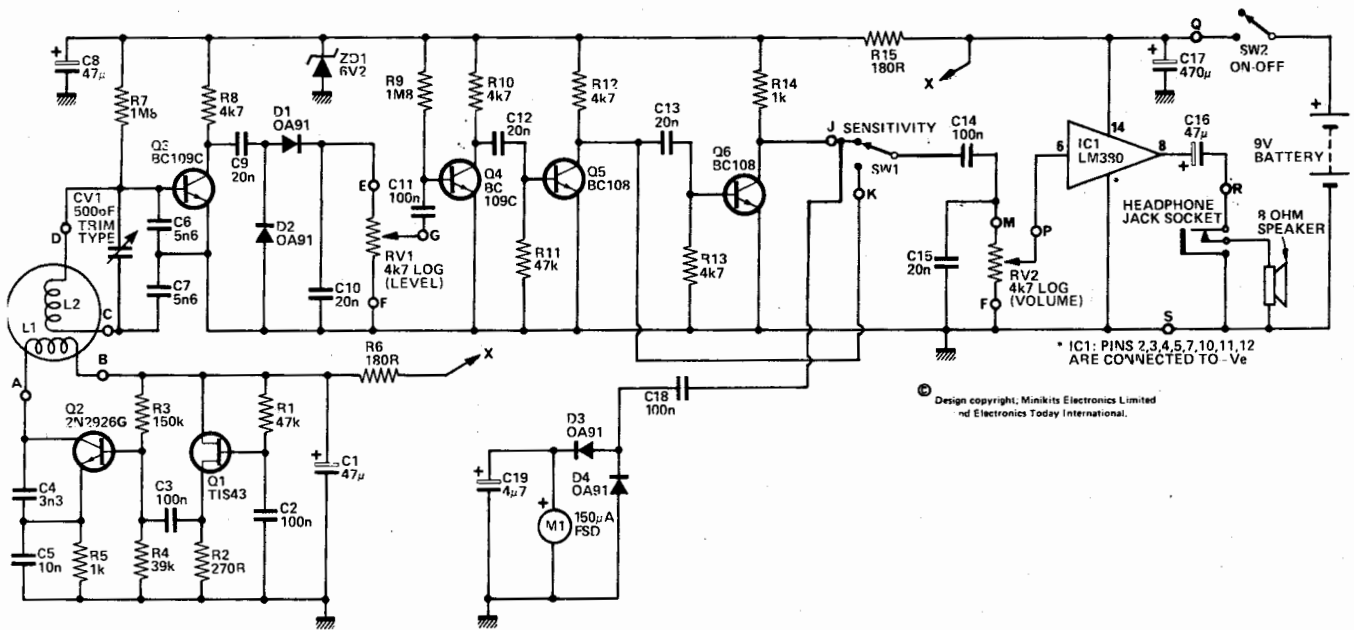 C8
47µ
R7
1M8
R8
4k7
ZD1
6V2
R9
1M8
R10
4k7
C12
20n
R12
4k7
C13
20n
R14
1k
R15
180R
X
Q
C17
470µ
SW2
ON-OFF
9V
BATTERY
D1
OA91
Q3
BC109C
C9
20n
CV1
500pF
TRIM
TYPE
D
C6
5n6
C7
5n6
D2
OA91
E
C11
100n
G
RV1
4k7 LOG
(LEVEL)
F
C10
20n
Q4
BC
109C
Q5
BC108
R11
47k
Q6
BC108
R13
4k7
J
SENSITIVITY
SW1
K
C14
100n
M
P
C15
20n
RV2
4k7 LOG
(VOLUME)
F
6
14
IC1
LM380
8
C16
47µ
R
HEADPHONE
JACK SOCKET
8 OHM
SPEAKER
S
* IC1: PINS 2,3,4,5,7,10,11,12
ARE CONNECTED TO -Ve
L2
L1
C
B
A
R6
180R
X
Q2
2N2926G
R3
150k
R1
47k
Q1
TIS43
C1
47µ
C4
3n3
C3
100n
C2
100n
C5
10n
R5
1k
R4
39k
R2
270R
C18
100n
D3
OA91
D4
OA91
C19
4µ7
M1
150µA
FSD
© Design copyright; Minikits Electronics Limited
nd Electronics Today International.